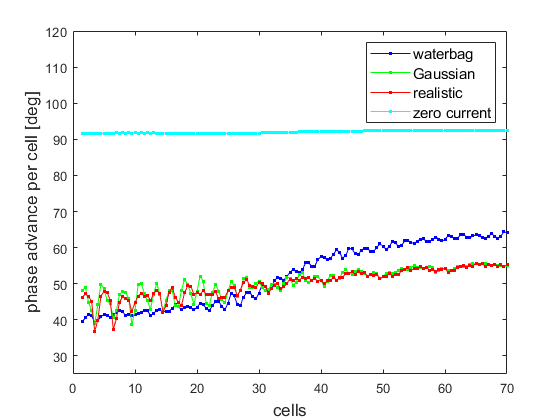 120
110
100
90
80
70
60
50
40
30
phase advance per cell [deg]
waterbag
Gaussian
realistic
zero current
0 10 20 30 40 50 60 70
cells